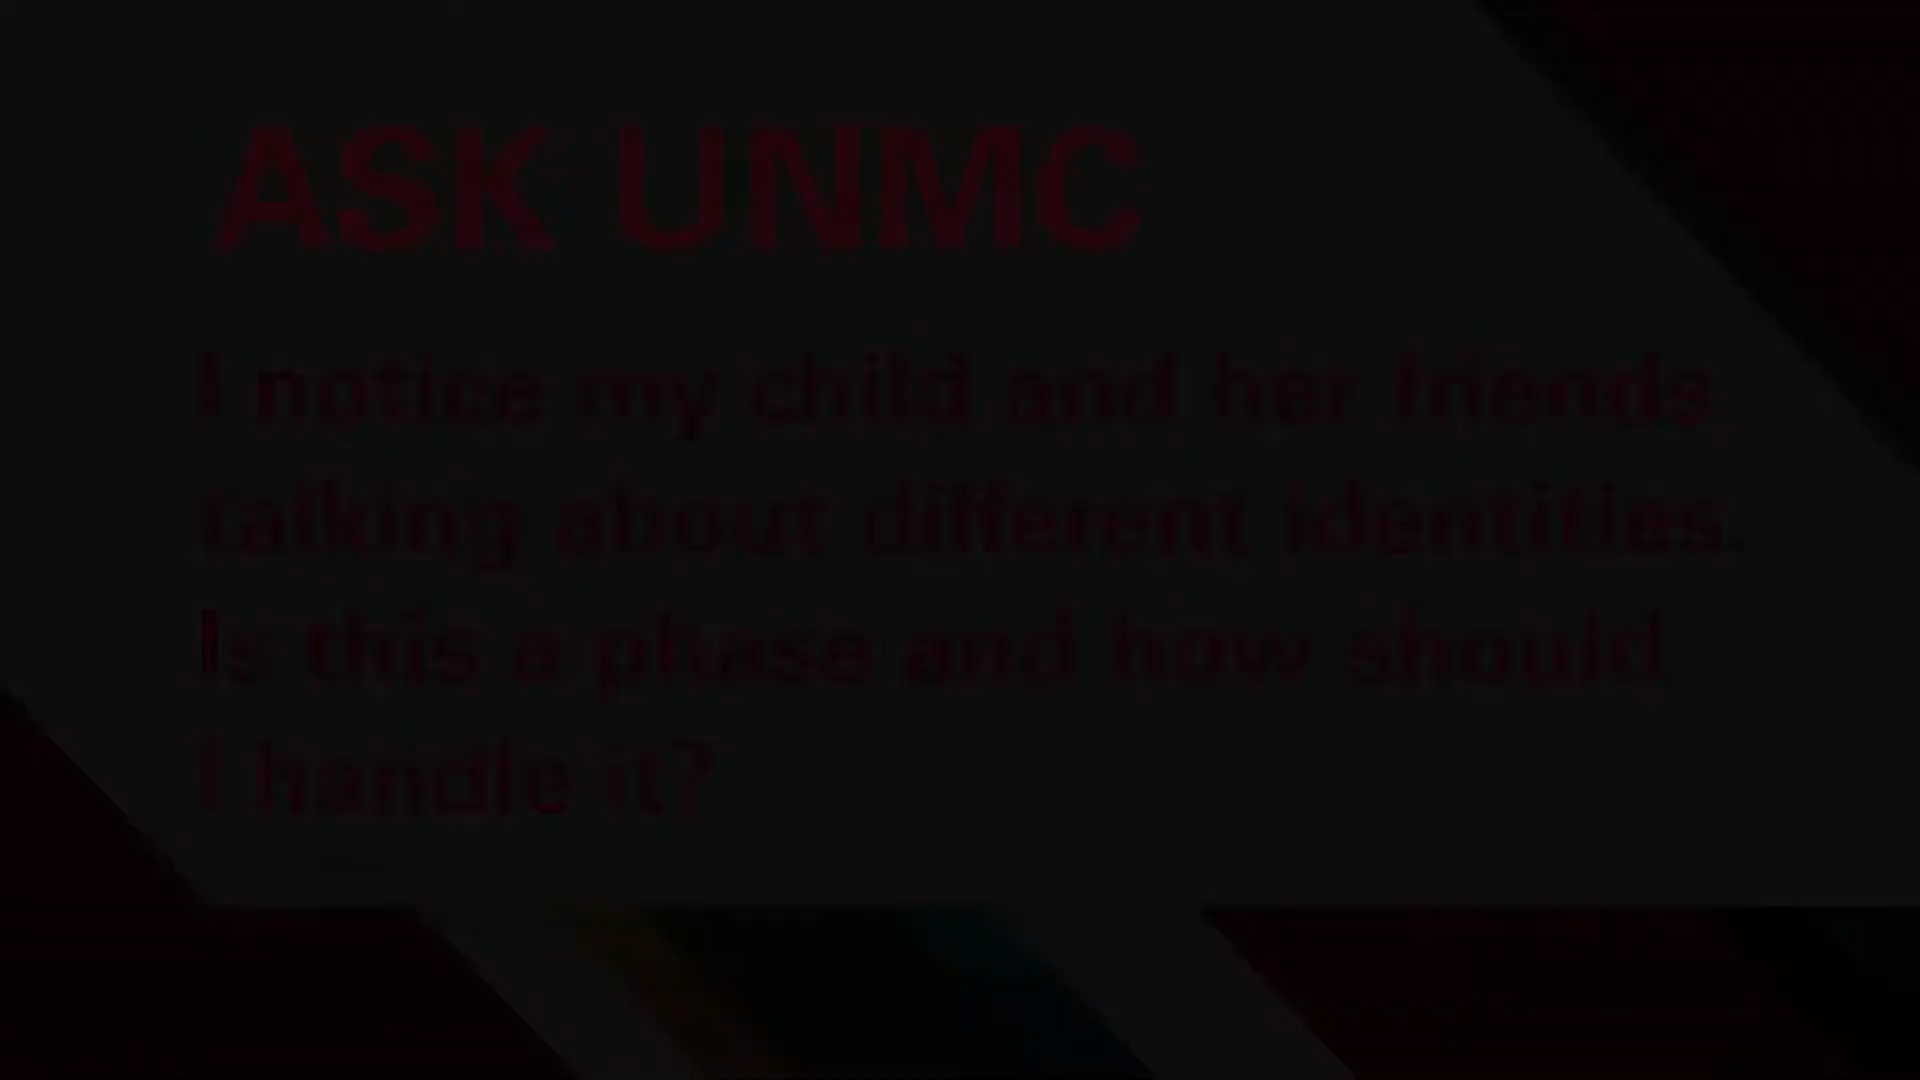 ASK UNMC
I notice my child and her friends
talking about different identities.
Is this a phase and how should
I handle it?